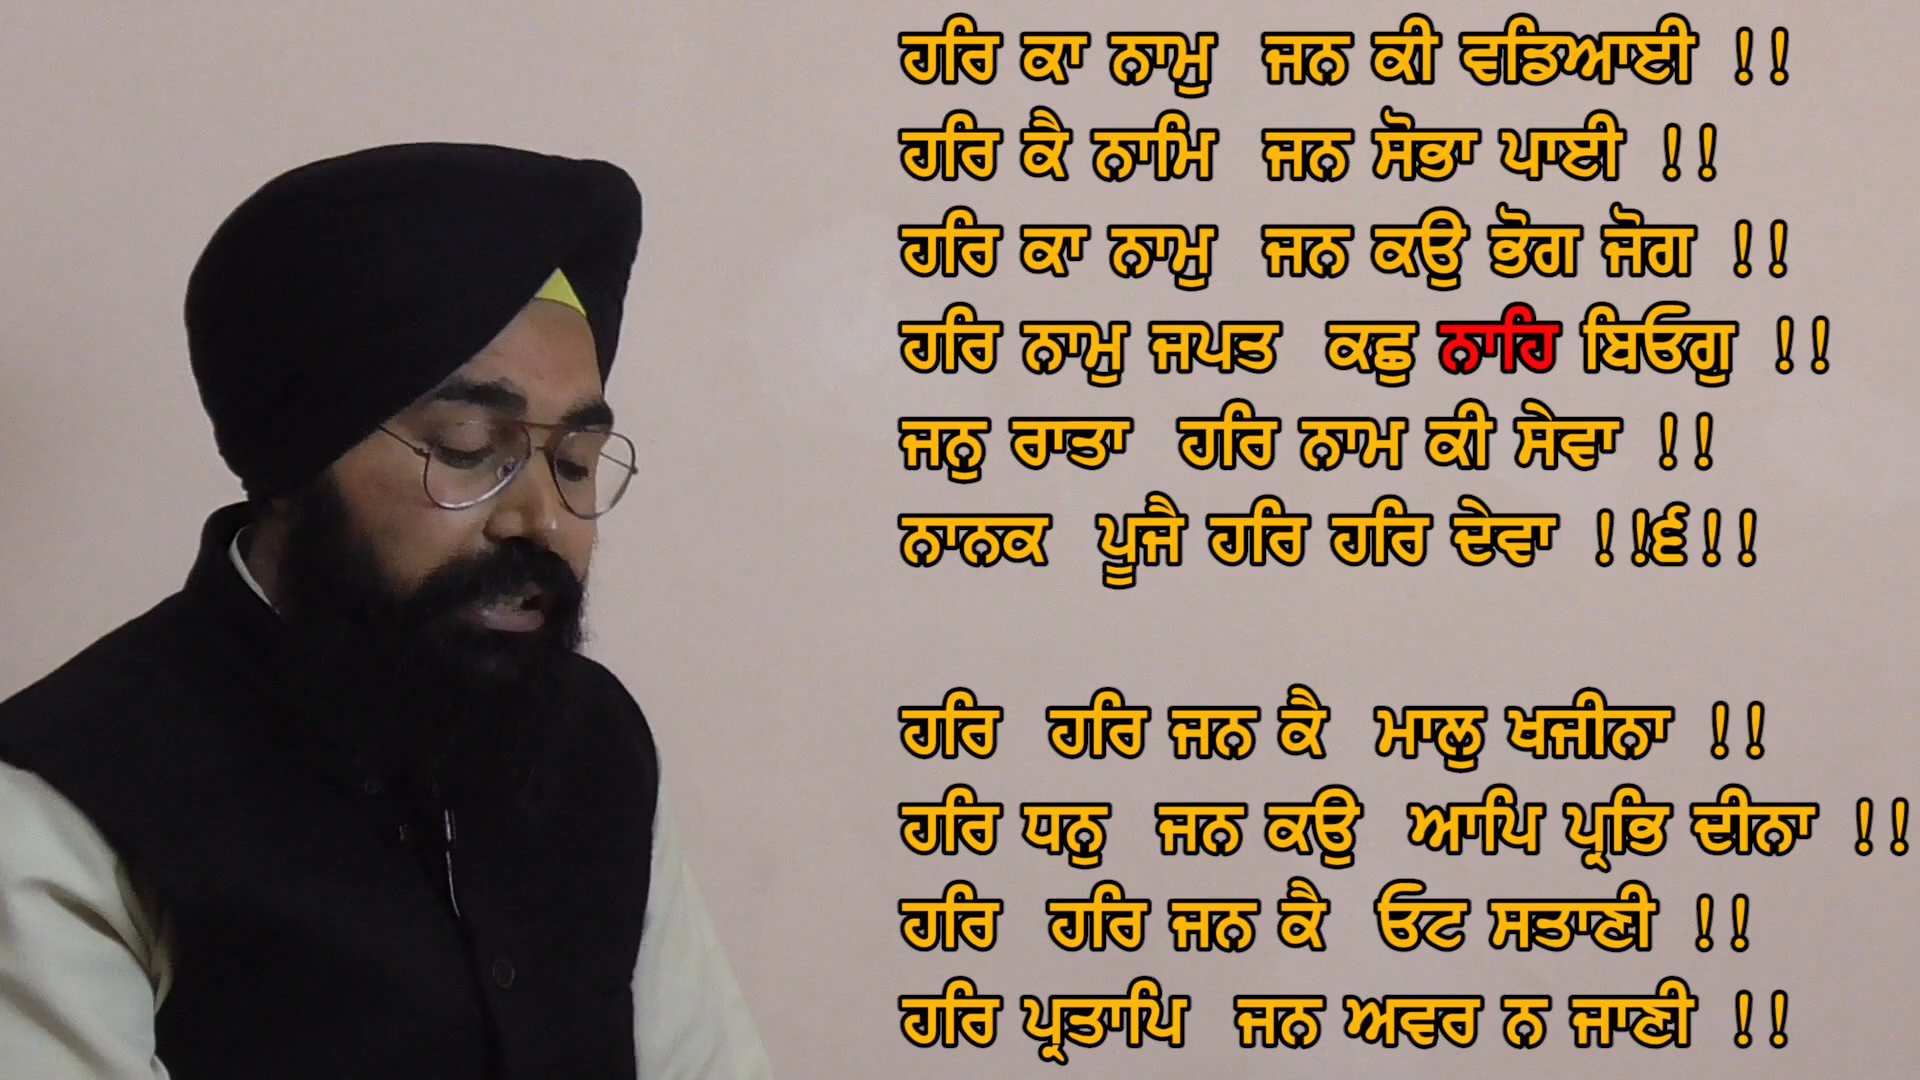 ਹਰਿ ਕਾ ਨਾਮੁ ਜਨ ਕੀ ਵਡਿਆਈ !!
ਹਰਿ ਕੈ ਨਾਮਿ ਜਨ ਸੋਭਾ ਪਾਈ !!
ਹਰਿ ਕਾ ਨਾਮੁ ਜਨ ਕਉ ਭੋਗ ਜੋਗ !!
ਹਰਿ ਨਾਮੁ ਜਪਤ ਕਛੁ ਨਾਹਿ ਬਿਓਗੁ !!
ਜਨੁ ਰਾਤਾ ਹਰਿ ਨਾਮ ਕੀ ਸੇਵਾ !!
ਨਾਨਕ ਪੂਜੈ ਹਰਿ ਹਰਿ ਦੇਵਾ !!੬!!
ਹਰਿ ਹਰਿ ਜਨ ਕੈ ਮਾਲੁ ਖਜੀਨਾ !!
ਹਰਿ ਧਨੁ ਜਨ ਕਉ ਆਪਿ ਪ੍ਰਭਿ ਦੀਨਾ !!
ਹਰਿ ਹਰਿ ਜਨ ਕੈ ਓਟ ਸਤਾਣੀ !!
ਹਰਿ ਪ੍ਰਤਾਪਿ ਜਨ ਅਵਰ ਨ ਜਾਣੀ !!